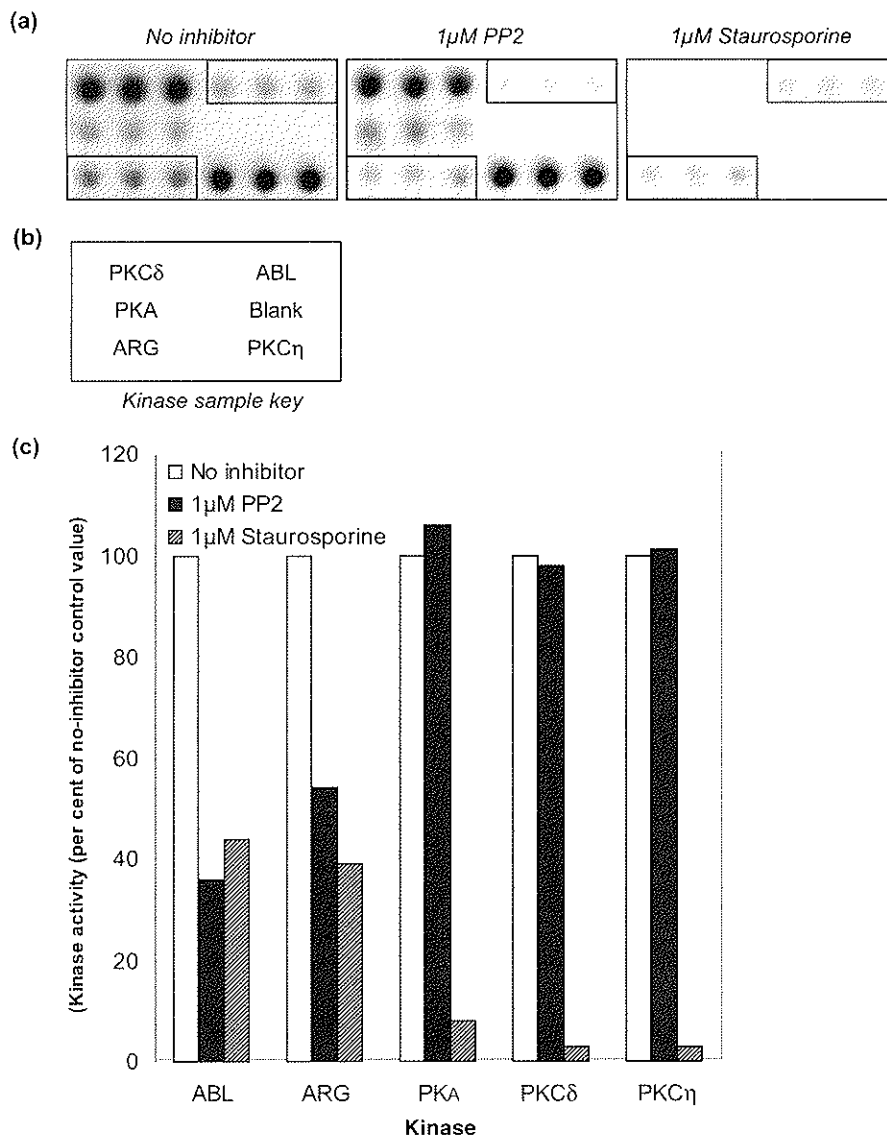 (a)
No inhibitor 1µM PP2 1µM Staurosporine
(b)
PKCδ ABL
PKA Blank
ARG PKCη
Kinase sample key
(c)
(Kinase activity (per cent of no-inhibitor control value)
120
100
80
60
40
20
0
No inhibitor
1µM PP2
1µM Staurosporine
ABL ARG PKA PKCδ PKCη
Kinase